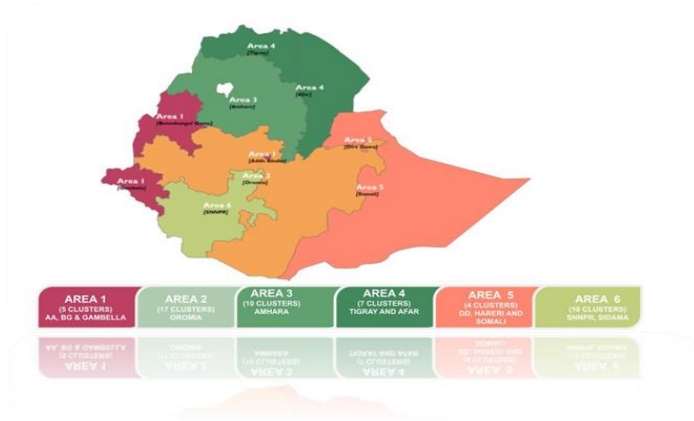 Area 4
[Tigray]
Area 4
[Afar]
Area 3
[Amhara]
Area 1
[Benishangul Gumz]
Area 5
[Dire Dawa]
Area 1
[Addis Ababa]
Area 2
[Oromia]
Area 1
[Gambela]
Area 5
[Somali]
Area 6
[SNNPR]
AREA 1
(5 CLUSTERS)
AA, BG & GAMBELLA
AREA 2
(17 CLUSTERS)
OROMIA
AREA 3
(10 CLUSTERS)
AMHARA
AREA 4
(7 CLUSTERS)
TIGRAY AND AFAR
AREA 5
(4 CLUSTERS)
DD, HARERI AND
SOMALI
AREA 6
(10 CLUSTERS)
SNNPR, SIDAMA